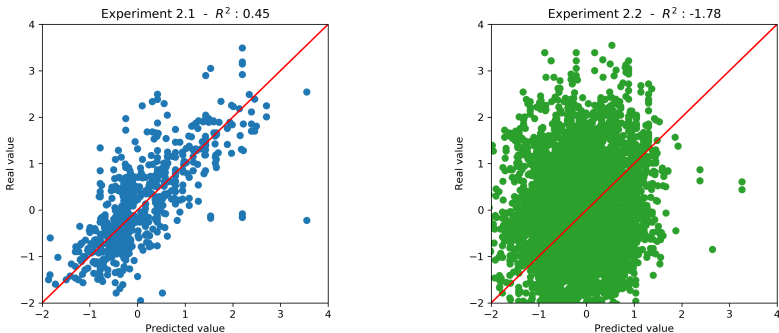 Experiment 2.1 - R² : 0.45
4
3
2
1
0
−1
−2
Real value
−2 −1 0 1 2 3 4
Predicted value
Experiment 2.2 - R² : -1.78
4
3
2
1
0
−1
−2
Real value
−2 −1 0 1 2 3 4
Predicted value